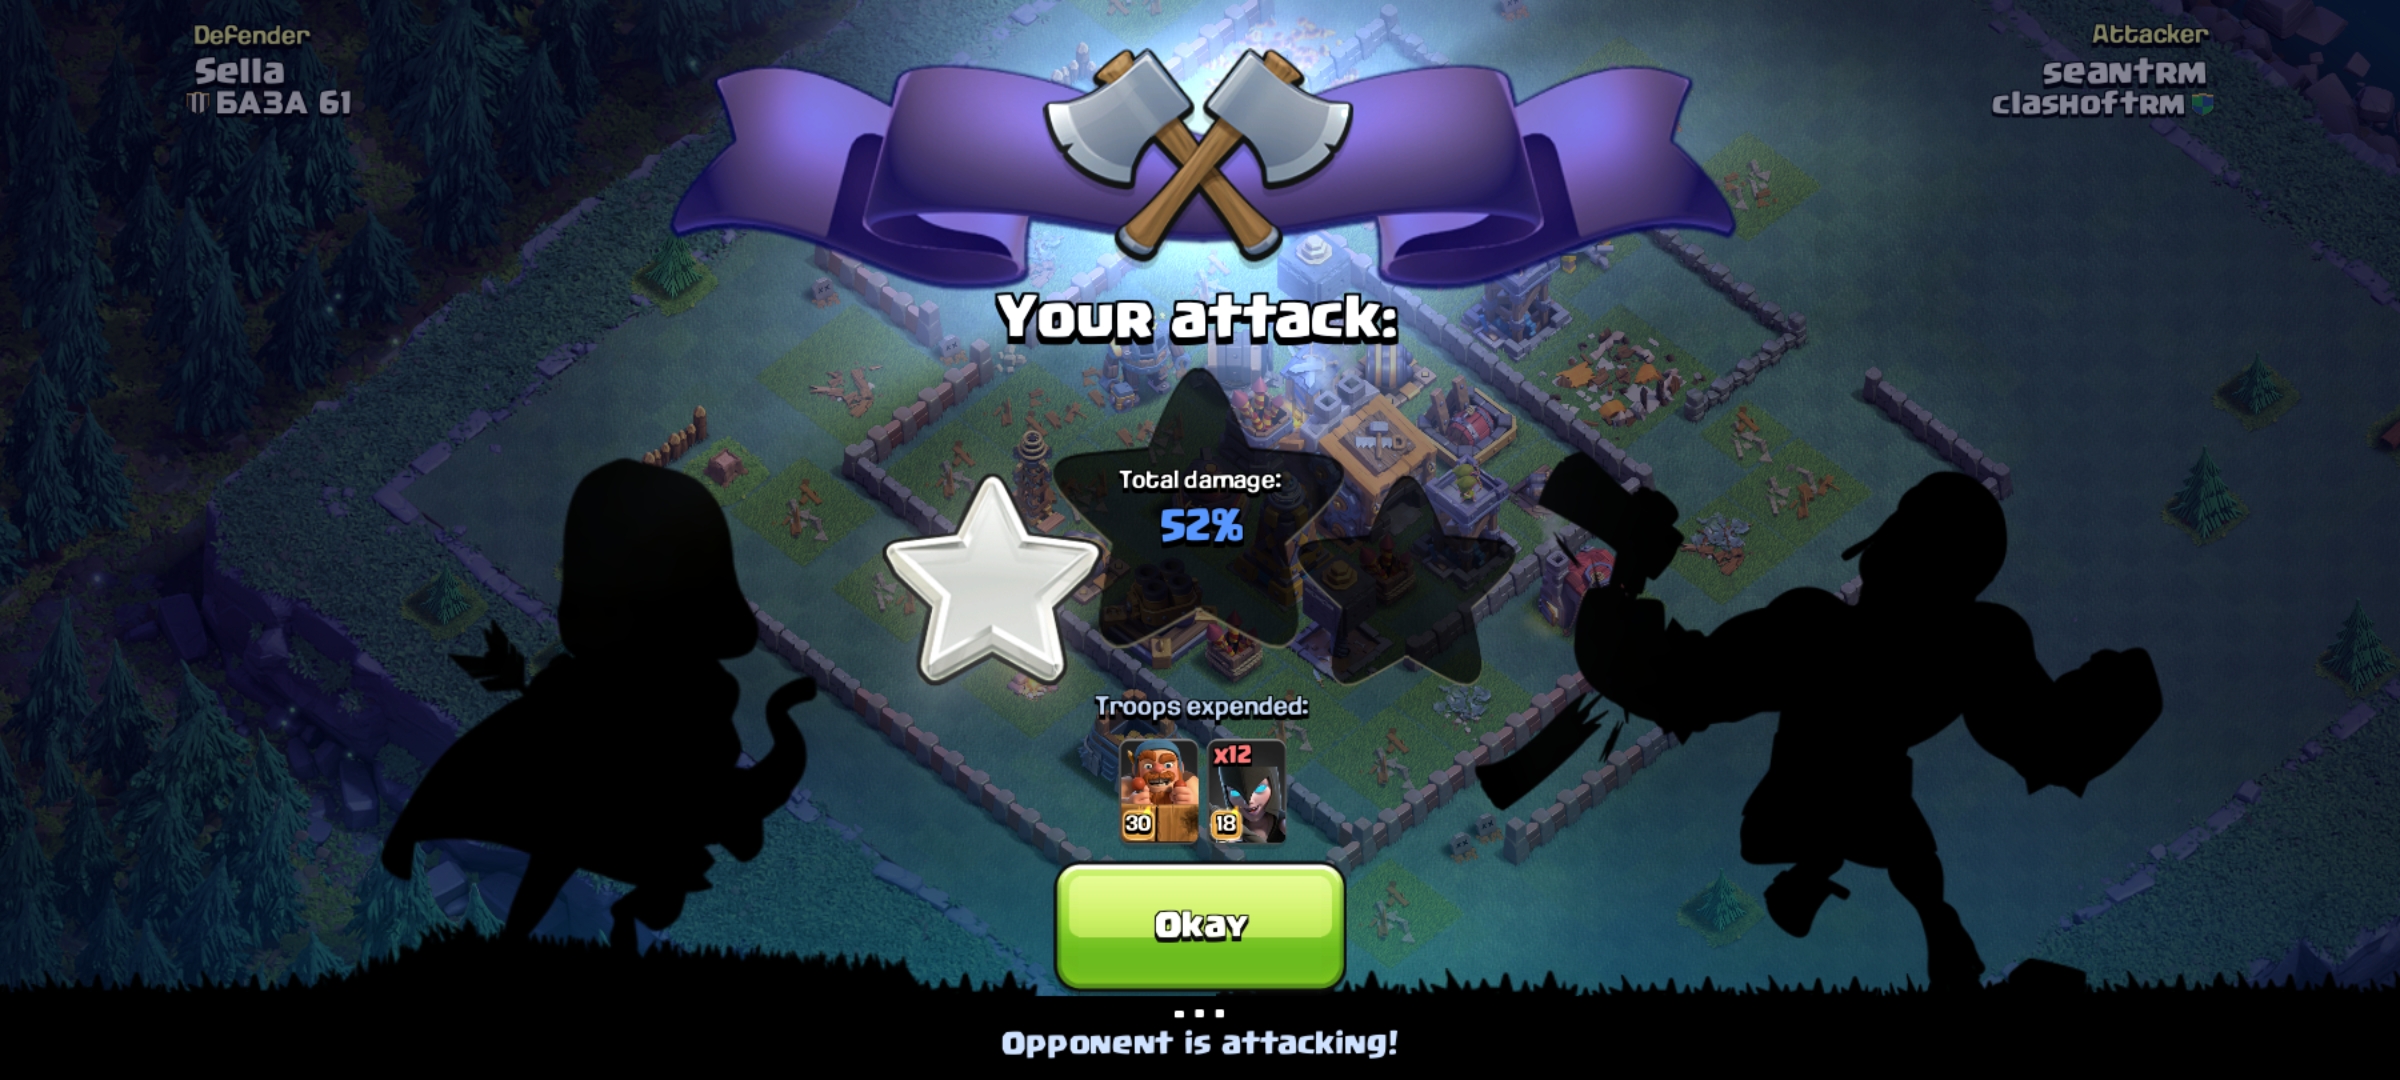 Defender
Sella
БАЗА 61
Attacker
seantRM
clashoftRM
Your attack:
Total damage:
52%
Troops expended:
x12
30
18
Okay
...
Opponent is attacking!